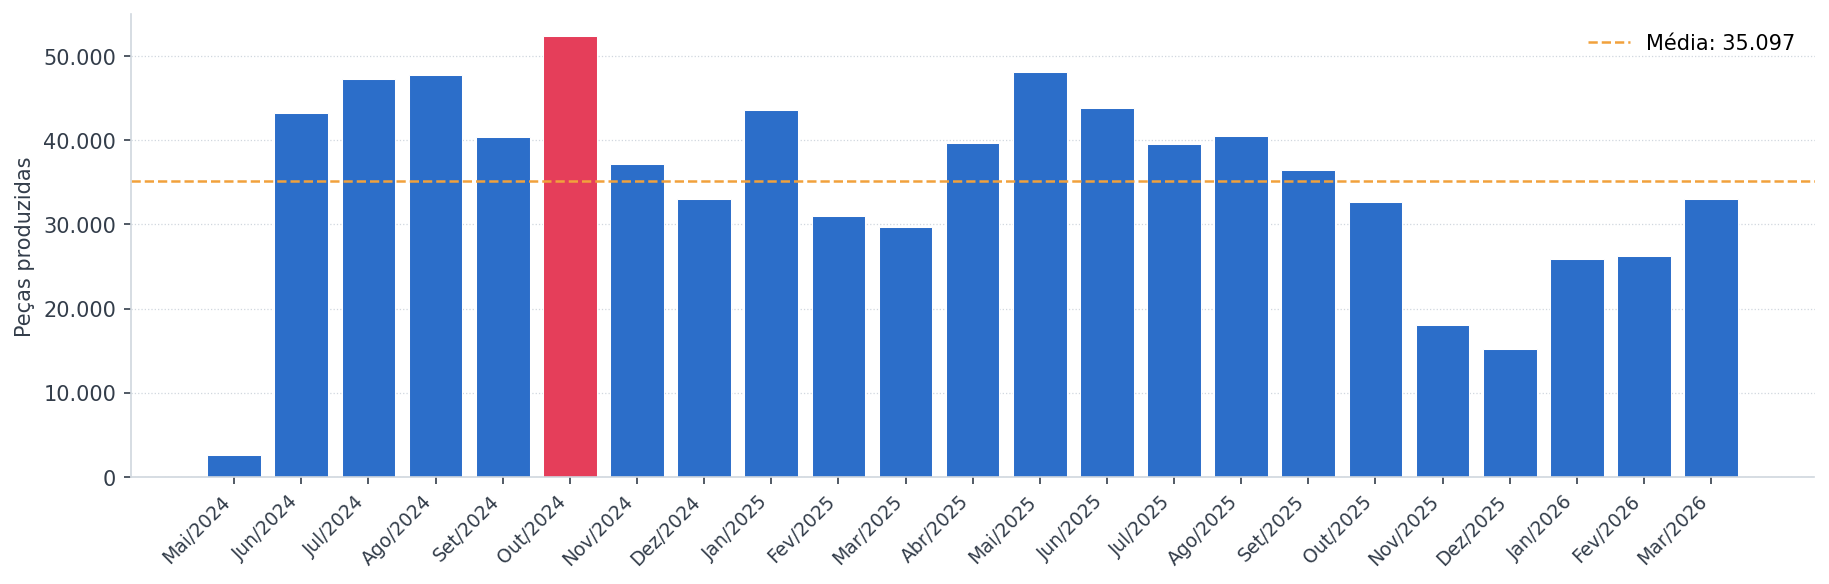 Média: 35.097
Peças produzidas
50.000
40.000
30.000
20.000
10.000
0
Mai/2024
Jun/2024
Jul/2024
Ago/2024
Set/2024
Out/2024
Nov/2024
Dez/2024
Jan/2025
Fev/2025
Mar/2025
Abr/2025
Mai/2025
Jun/2025
Jul/2025
Ago/2025
Set/2025
Out/2025
Nov/2025
Dez/2025
Jan/2026
Fev/2026
Mar/2026